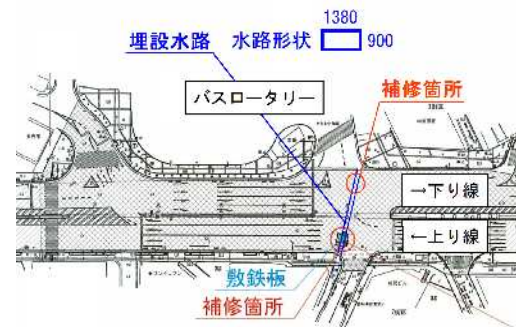 1380
埋設水路 水路形状 900
補修箇所
バスロータリー
→下り線
←上り線
敷鉄板
補修箇所